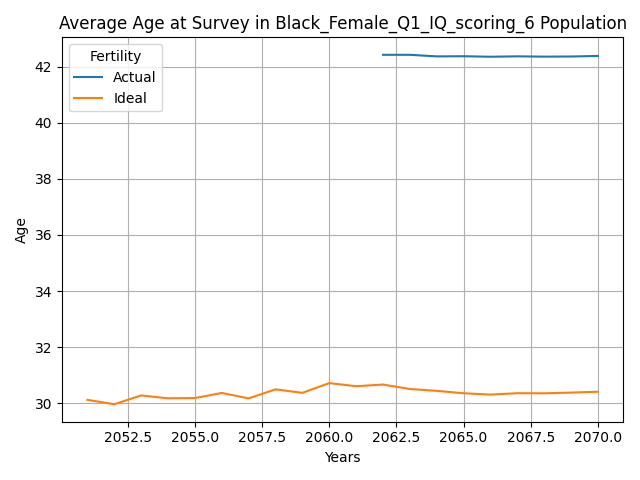 Average Age at Survey in Black_Female_Q1_IQ_scoring_6 Population
Fertility
Actual
Ideal
42
40
38
36
34
32
30
Age
2052.5 2055.0 2057.5 2060.0 2062.5 2065.0 2067.5 2070.0
Years